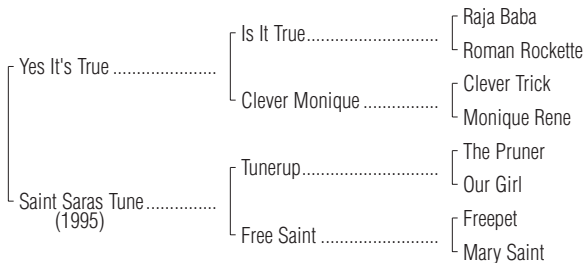 Raja Baba
Is It True
Roman Rockette
Yes It's True
Clever Trick
Clever Monique
Monique Rene
The Pruner
Tunerup
Our Girl
Saint Saras Tune
(1995)
Freepet
Free Saint
Mary Saint